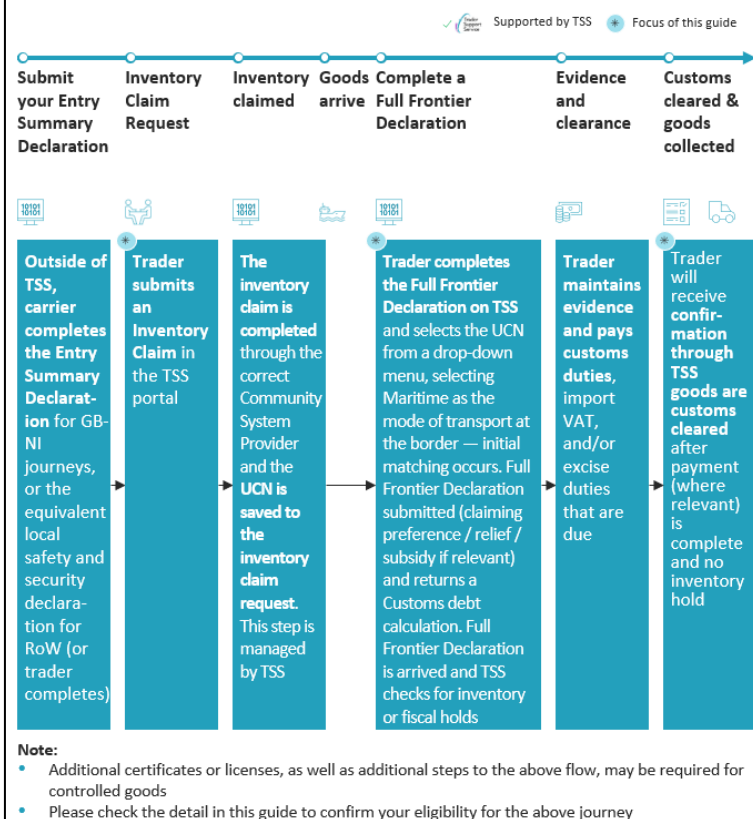 Trader
Support
Service
Supported by TSS
Focus of this guide
Submit
your Entry
Summary
Declaration
Inventory
Claim
Request
Inventory
claimed
Goods
arrive
Complete a
Full Frontier
Declaration
Evidence
and
clearance
Customs
cleared &
goods
collected
10101
10101
10101
10101
10101
10101
Outside of
TSS,
carrier
completes
the Entry
Summary
Declarat-
ion for GB-
NI
journeys,
or the
equivalent
local
safety and
security
declara-
tion for
RoW (or
trader
completes)
Trader
submits
an
Inventory
Claim in
the TSS
portal
The
inventory
claim is
completed
through the
correct
Community
System
Provider
and the
UCN is
saved to
the
inventory
claim
request.
This step is
managed
by TSS
Trader completes
the Full Frontier
Declaration on TSS
and selects the UCN
from a drop-down
menu, selecting
Maritime as the
mode of transport at
the border — initial
matching occurs. Full
Frontier Declaration
submitted (claiming
preference / relief /
subsidy if relevant)
and returns a
Customs debt
calculation. Full
Frontier Declaration
is arrived and TSS
checks for inventory
or fiscal holds
Trader
maintains
evidence
and pays
customs
duties,
import
VAT,
and/or
excise
duties
that are
due
Trader
will
receive
confir-
mation
through
TSS
goods are
customs
cleared
after
payment
(where
relevant)
is
complete
and no
inventory
hold
Note:
• Additional certificates or licenses, as well as additional steps to the above flow, may be required for
controlled goods
• Please check the detail in this guide to confirm your eligibility for the above journey